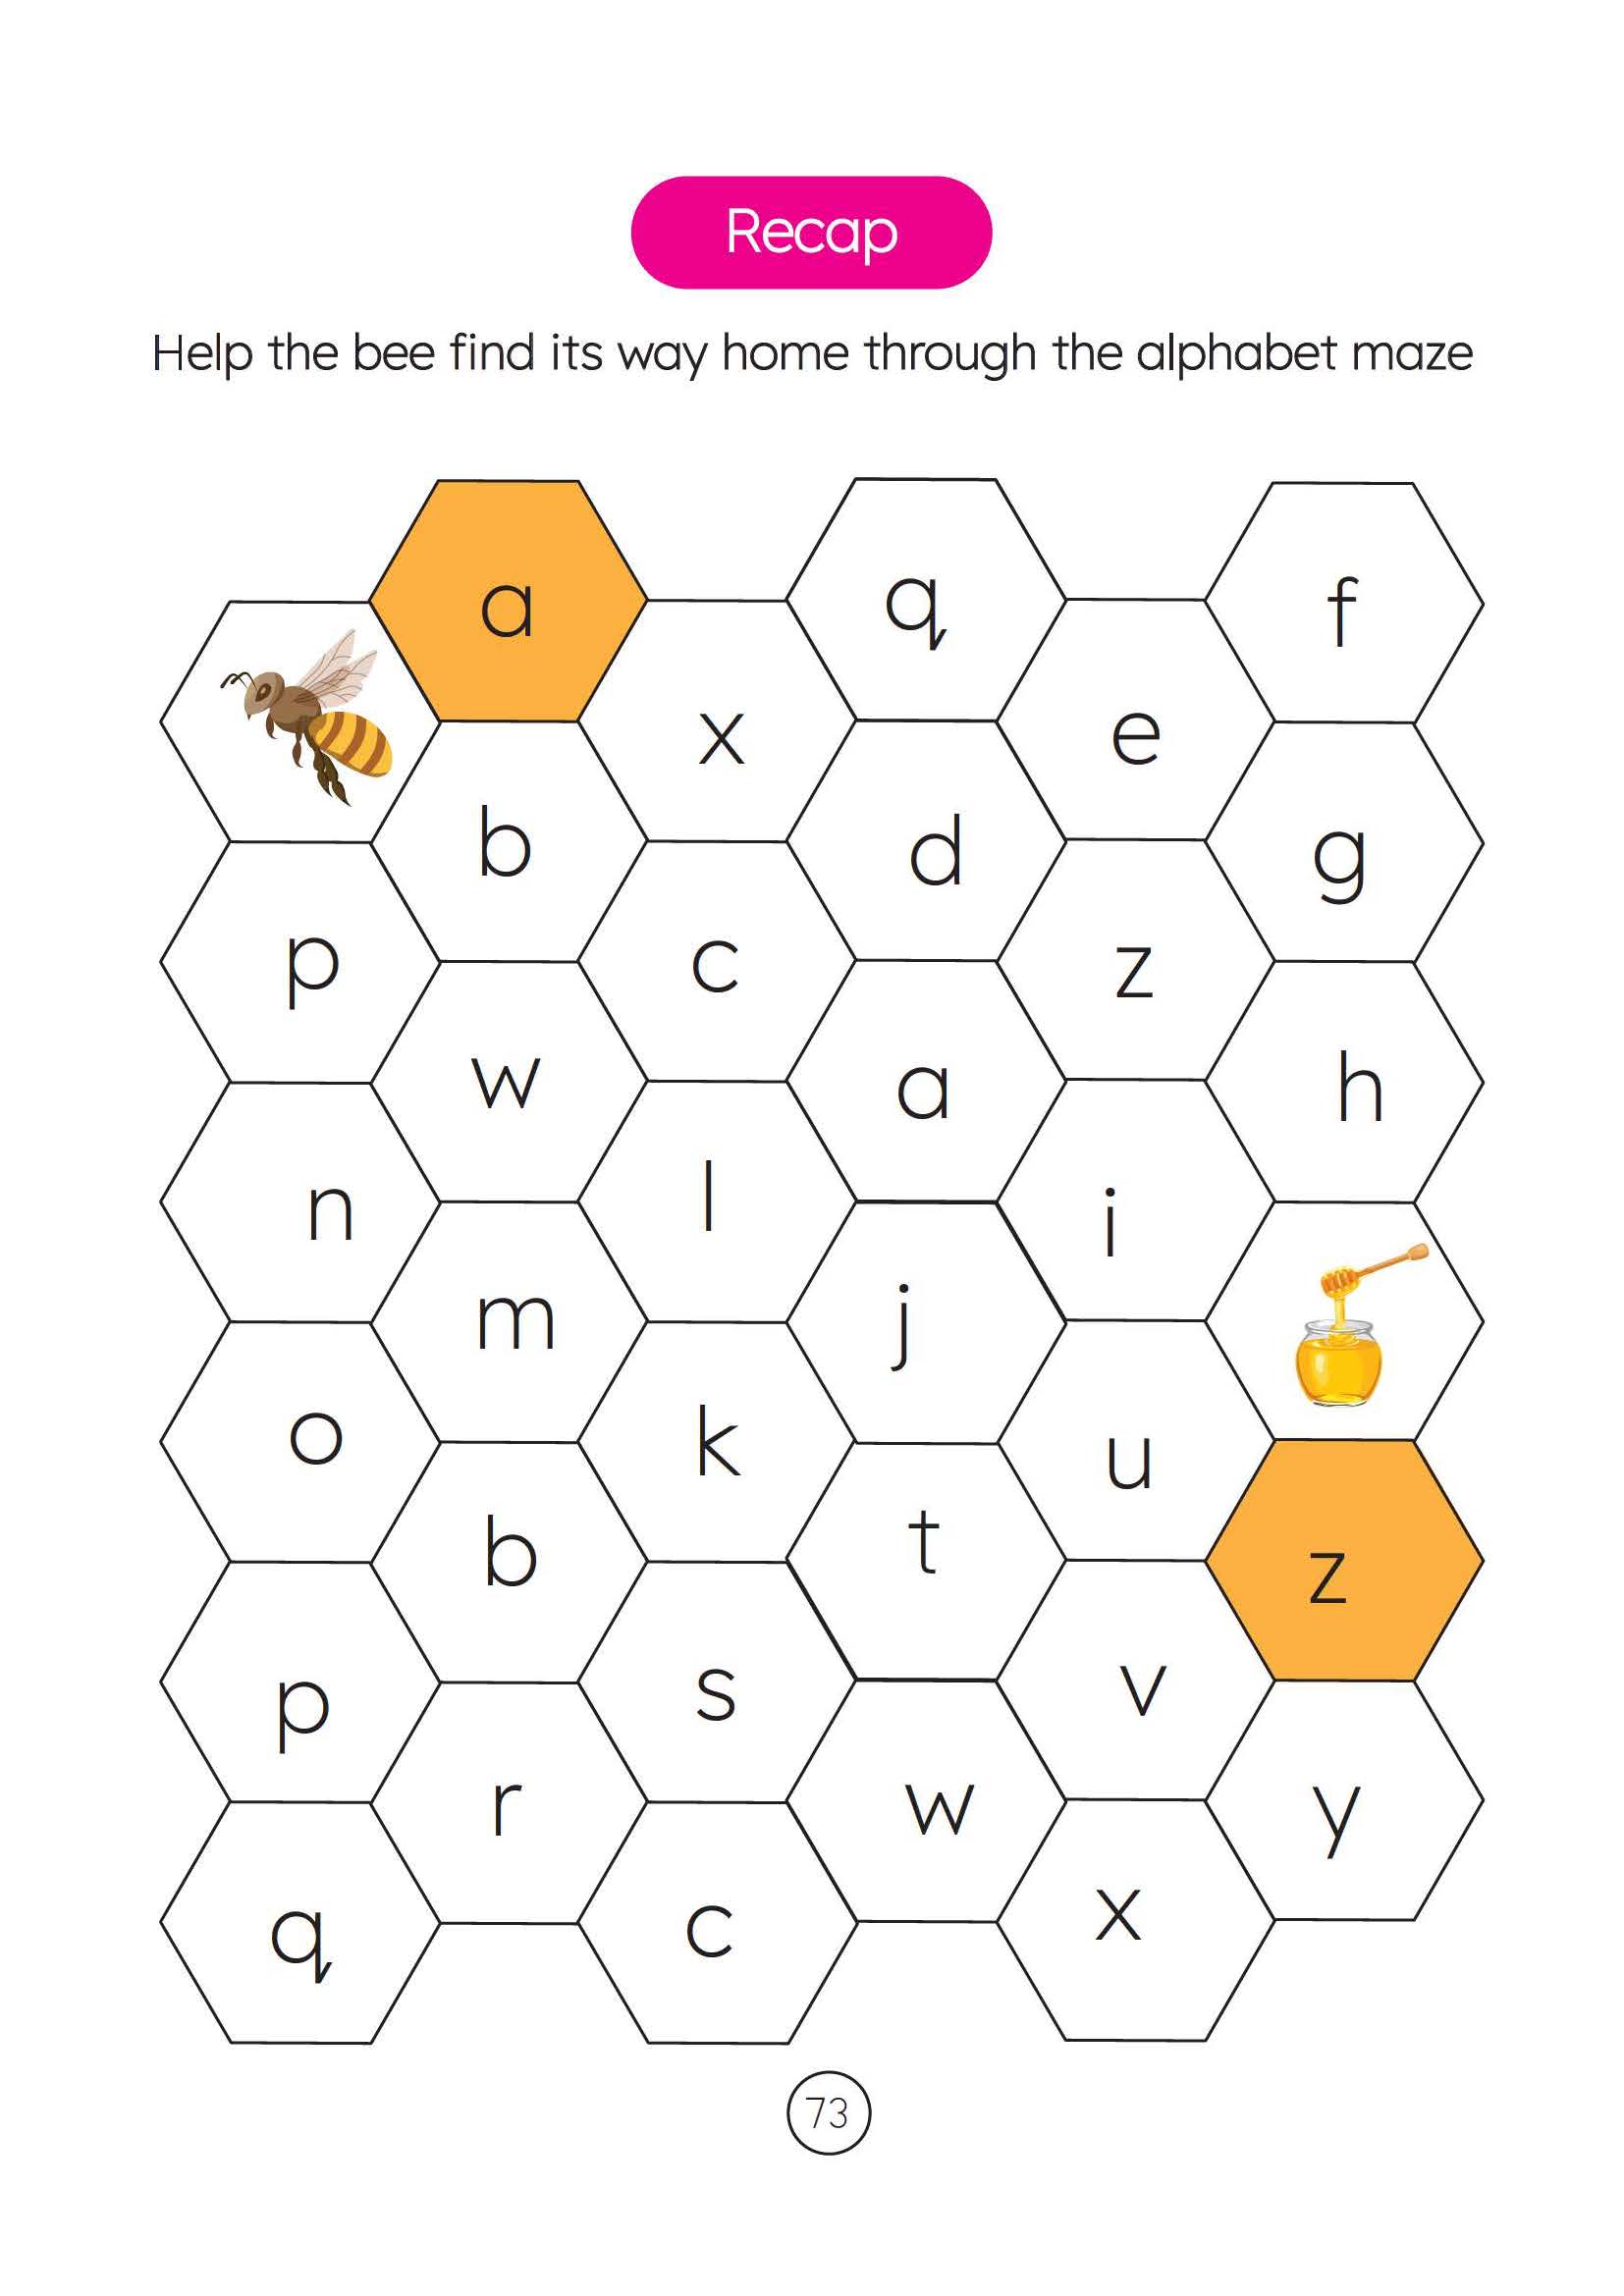 Recap
Help the bee find its way home through the alphabet maze
a q f
x e
b d g
p c z
w a h
n l i
m j
o k u
b t z
p s v
r w y
q c x
73